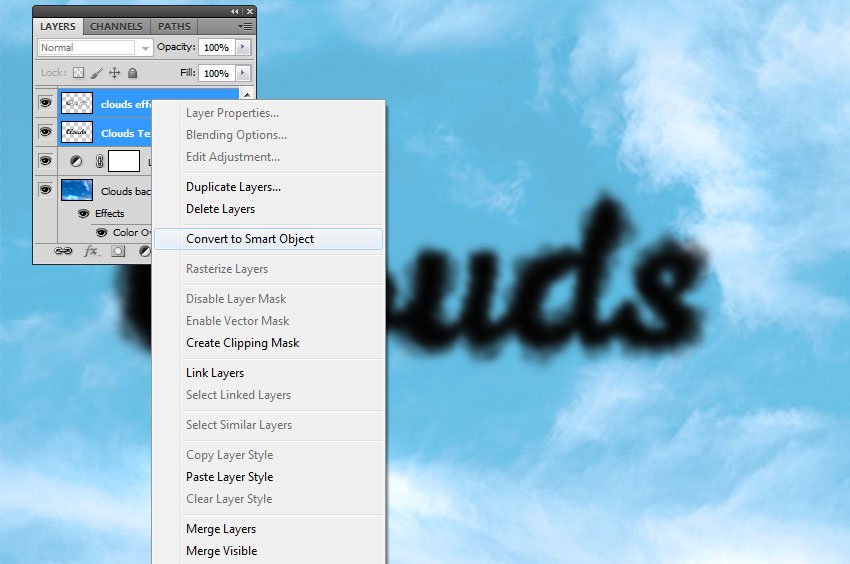 LAYERS CHANNELS PATHS
Normal Opacity: 100%
Lock: Fill: 100%
clouds effe
Clouds Te
L
Clouds bac
Effects
Color Ov
fx.
Layer Properties...
Blending Options...
Edit Adjustment...
Duplicate Layers...
Delete Layers
Convert to Smart Object
Rasterize Layers
Disable Layer Mask
Enable Vector Mask
Create Clipping Mask
Link Layers
Select Linked Layers
Select Similar Layers
Copy Layer Style
Paste Layer Style
Clear Layer Style
Merge Layers
Merge Visible
ouds